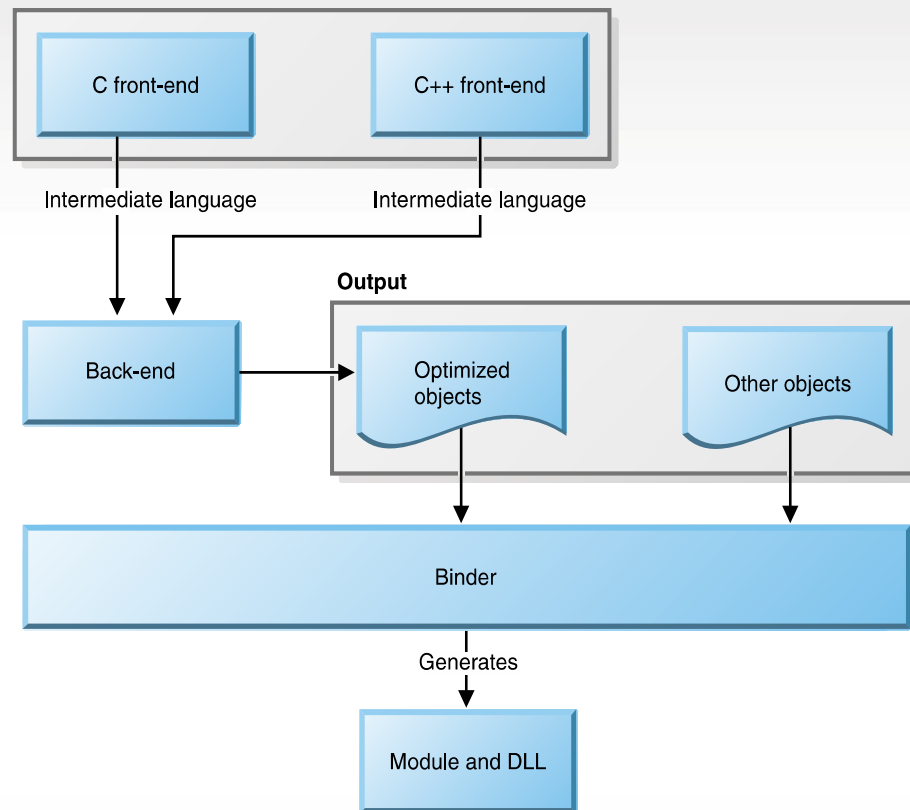 C front-end
C++ front-end
Intermediate language
Intermediate language
Output
Back-end
Optimized
objects
Other objects
Binder
Generates
Module and DLL